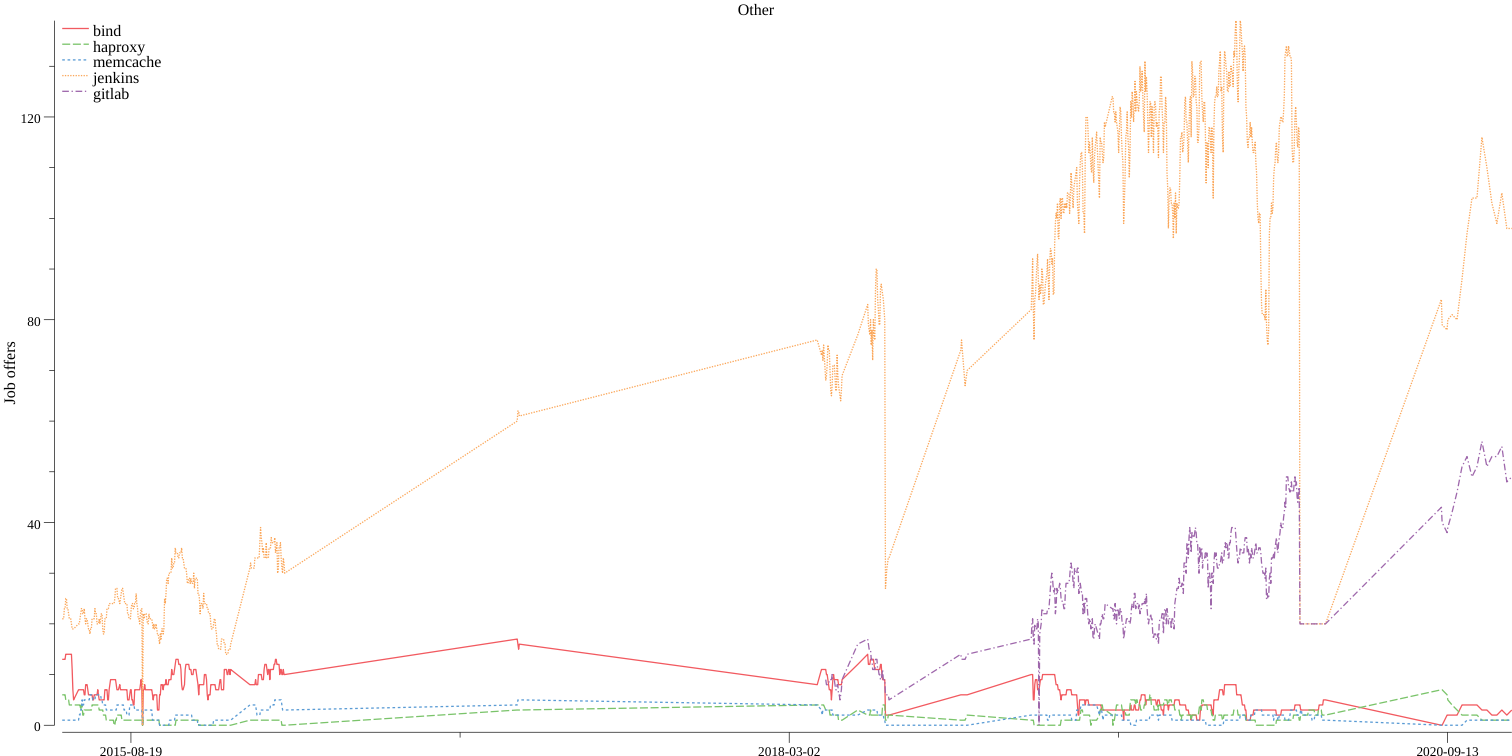 Other
bind
haproxy
memcache
jenkins
gitlab
120
80
40
0
Job offers
2015-08-19
2018-03-02
2020-09-13